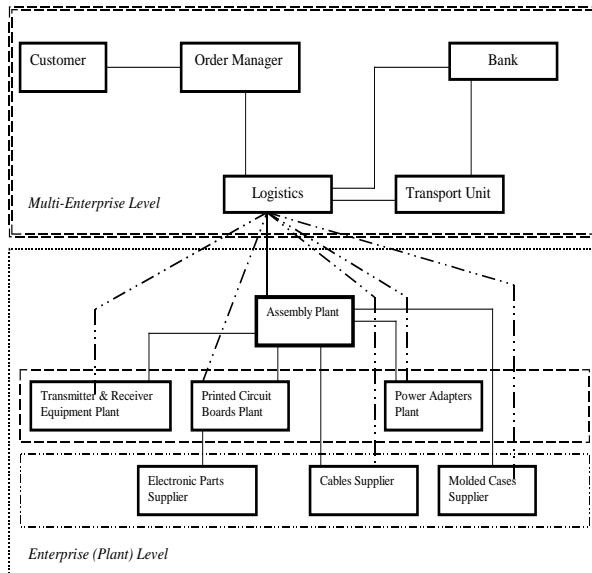 Customer
Order Manager
Bank
Logistics
Transport Unit
Multi-Enterprise Level
Assembly Plant
Transmitter & Receiver
Equipment Plant
Printed Circuit
Boards Plant
Power Adapters
Plant
Electronic Parts
Supplier
Cables Supplier
Molded Cases
Supplier
Enterprise (Plant) Level